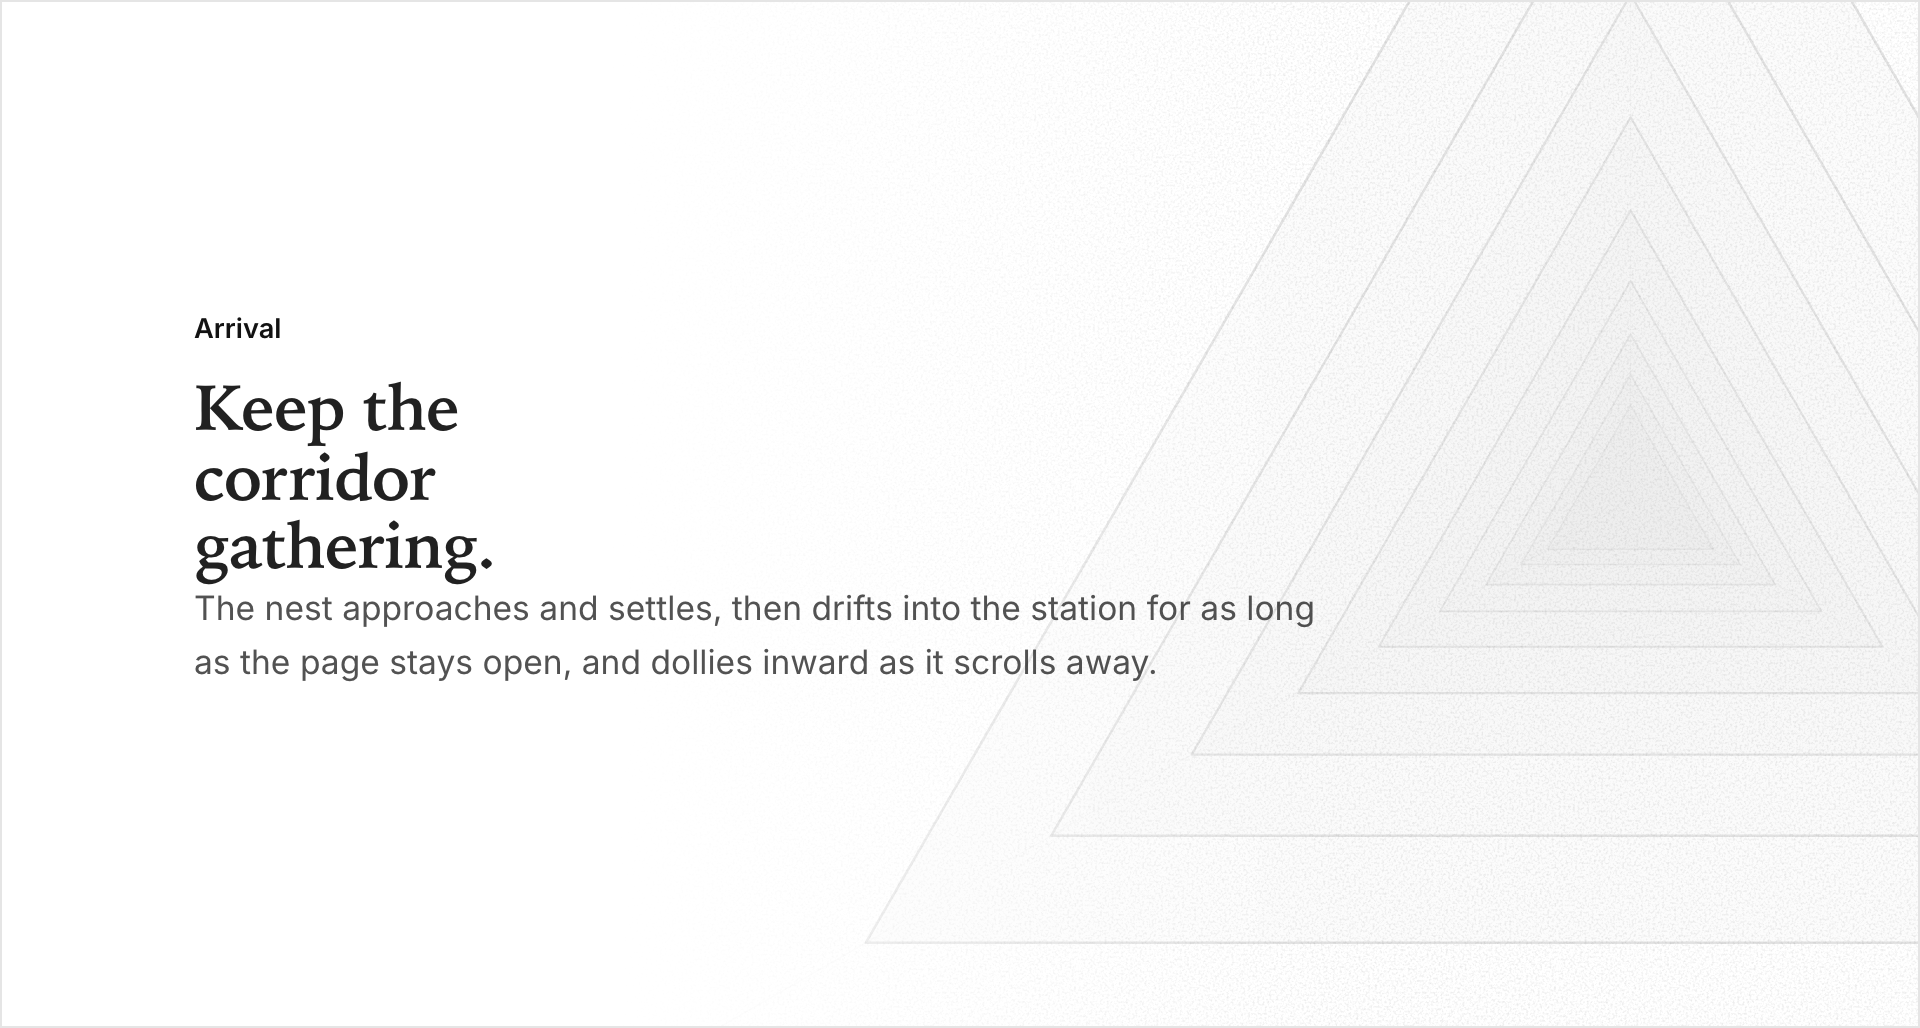 Arrival
Keep the
corridor
gathering.
The nest approaches and settles, then drifts into the station for as long
as the page stays open, and dollies inward as it scrolls away.